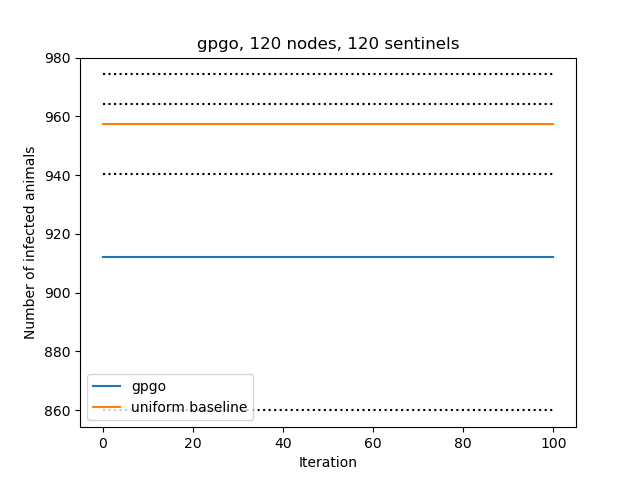 gpgo, 120 nodes, 120 sentinels
Number of infected animals
980
960
940
920
900
880
860
gpgo
uniform baseline
0
20
40
60
80
100
Iteration